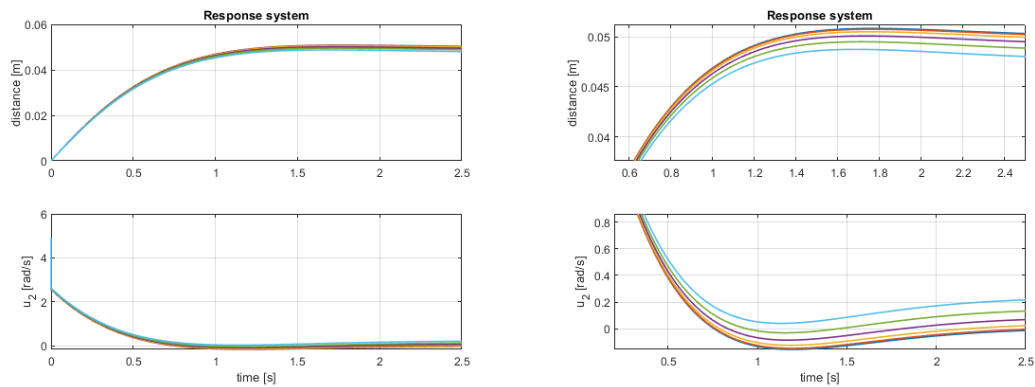 Response system
0.06
0.04
0.02
0
distance [m]
0 0.5 1 1.5 2 2.5
Response system
0.05
0.045
0.04
distance [m]
0.6 0.8 1 1.2 1.4 1.6 1.8 2 2.2 2.4
6
4
2
0
u2 [rad/s]
0 0.5 1 1.5 2 2.5
time [s]
0.8
0.6
0.4
0.2
0
u2 [rad/s]
0.5 1 1.5 2 2.5
time [s]